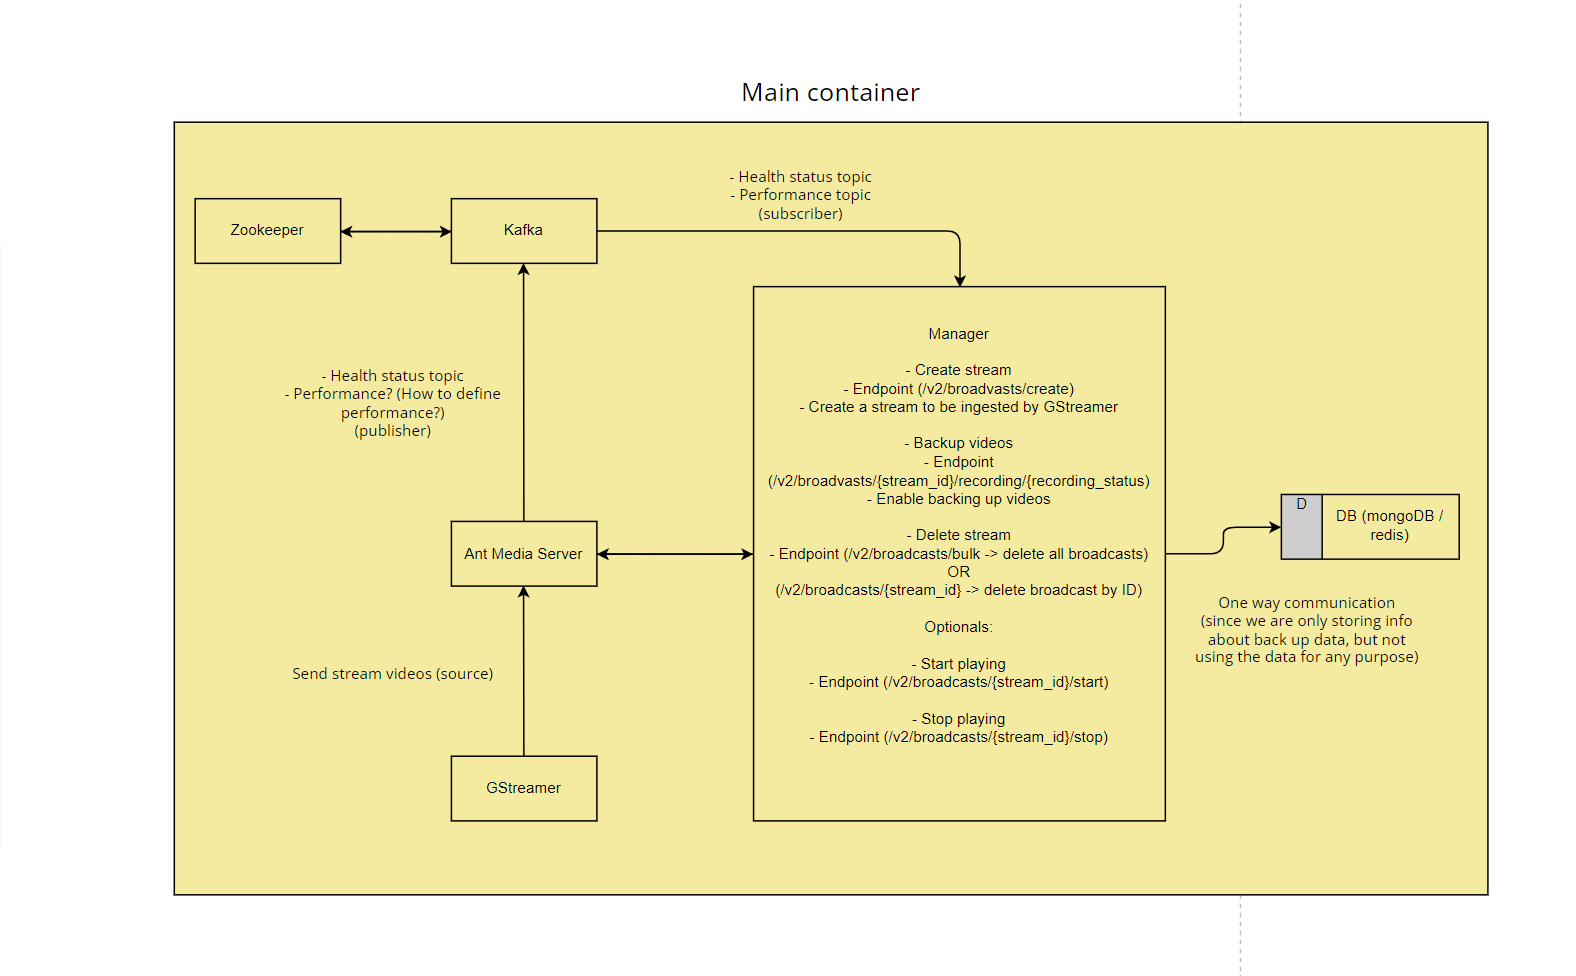 Main container
- Health status topic
- Performance topic
(subscriber)
Zookeeper
Kafka
- Health status topic
- Performance? (How to define
performance?)
(publisher)
Manager
- Create stream
- Endpoint (/v2/broadvasts/create)
- Create a stream to be ingested by GStreamer
- Backup videos
- Endpoint
(/v2/broadvasts/{stream_id}/recording/{recording_status)
- Enable backing up videos
- Delete stream
- Endpoint (/v2/broadcasts/bulk -> delete all broadcasts)
OR
(/v2/broadcasts/{stream_id} -> delete broadcast by ID)
Optionals:
- Start playing
- Endpoint (/v2/broadcasts/{stream_id}/start)
- Stop playing
- Endpoint (/v2/broadcasts/{stream_id}/stop)
Ant Media Server
Send stream videos (source)
GStreamer
D
DB (mongoDB /
redis)
One way communication
(since we are only storing info
about back up data, but not
using the data for any purpose)